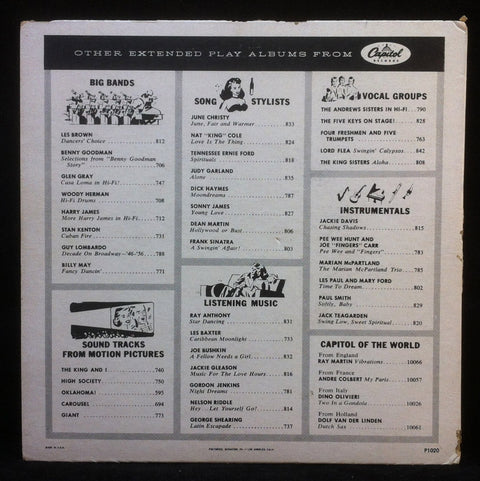 OTHER EXTENDED PLAY ALBUMS FROM
Capitol
RECORDS
BIG BANDS
LES BROWN
Dancers' Choice 812
BENNY GOODMAN
Selections from "Benny Goodman
Story" 706
GLEN GRAY
Casa Loma in Hi-Fi! 747
WOODY HERMAN
Hi-Fi Drums 708
HARRY JAMES
More Harry James in Hi-Fi 712
STAN KENTON
Cuban Fire 731
GUY LOMBARDO
Decade On Broadway-'46-'56 788
BILLY MAY
Fancy Dancin' 771
SOUND TRACKS
FROM MOTION PICTURES
THE KING AND I 740
HIGH SOCIETY 750
OKLAHOMA! 595
CAROUSEL 694
GIANT 773
SONG STYLISTS
JUNE CHRISTY
June, Fair and Warmer 833
NAT "KING" COLE
Love Is The Thing 824
TENNESSEE ERNIE FORD
Spirituals 818
JUDY GARLAND
Alone 835
DICK HAYMES
Moondreams 787
SONNY JAMES
Young Love 827
DEAN MARTIN
Hollywood or Bust 806
FRANK SINATRA
A Swingin' Affair! 803
LISTENING MUSIC
RAY ANTHONY
Star Dancing 831
LES BAXTER
Caribbean Moonlight 733
JOE BUSHKIN
A Fellow Needs a Girl 832
JACKIE GLEASON
Music For The Love Hours 816
GORDON JENKINS
Night Dreams 781
NELSON RIDDLE
Hey...Let Yourself Go! 814
GEORGE SHEARING
Latin Escapade 737
VOCAL GROUPS
THE ANDREWS SISTERS IN HI-FI 790
THE FIVE KEYS ON STAGE! 828
FOUR FRESHMEN AND FIVE
TRUMPETS 763
LORD FLEA Swingin' Calypsos 842
THE KING SISTERS Aloha 808
INSTRUMENTALS
JACKIE DAVIS
Chasing Shadows 815
PEE WEE HUNT AND
JOE "FINGERS" CARR
Pee Wee and "Fingers" 783
MARIAN McPARTLAND
The Marian McPartland Trio 785
LES PAUL AND MARY FORD
Time To Dream 802
PAUL SMITH
Softly, Baby 829
JACK TEAGARDEN
Swing Low, Sweet Spiritual 820
CAPITOL OF THE WORLD
From England
RAY MARTIN Vibrations 10066
From France
ANDRE COLBERT My Paris 10057
From Italy
DINO OLIVIERI
Two In a Gondola 10026
From Holland
DOLF VAN DER LINDEN
Dutch Sax 10061
MADE IN U.S.A.
P1020